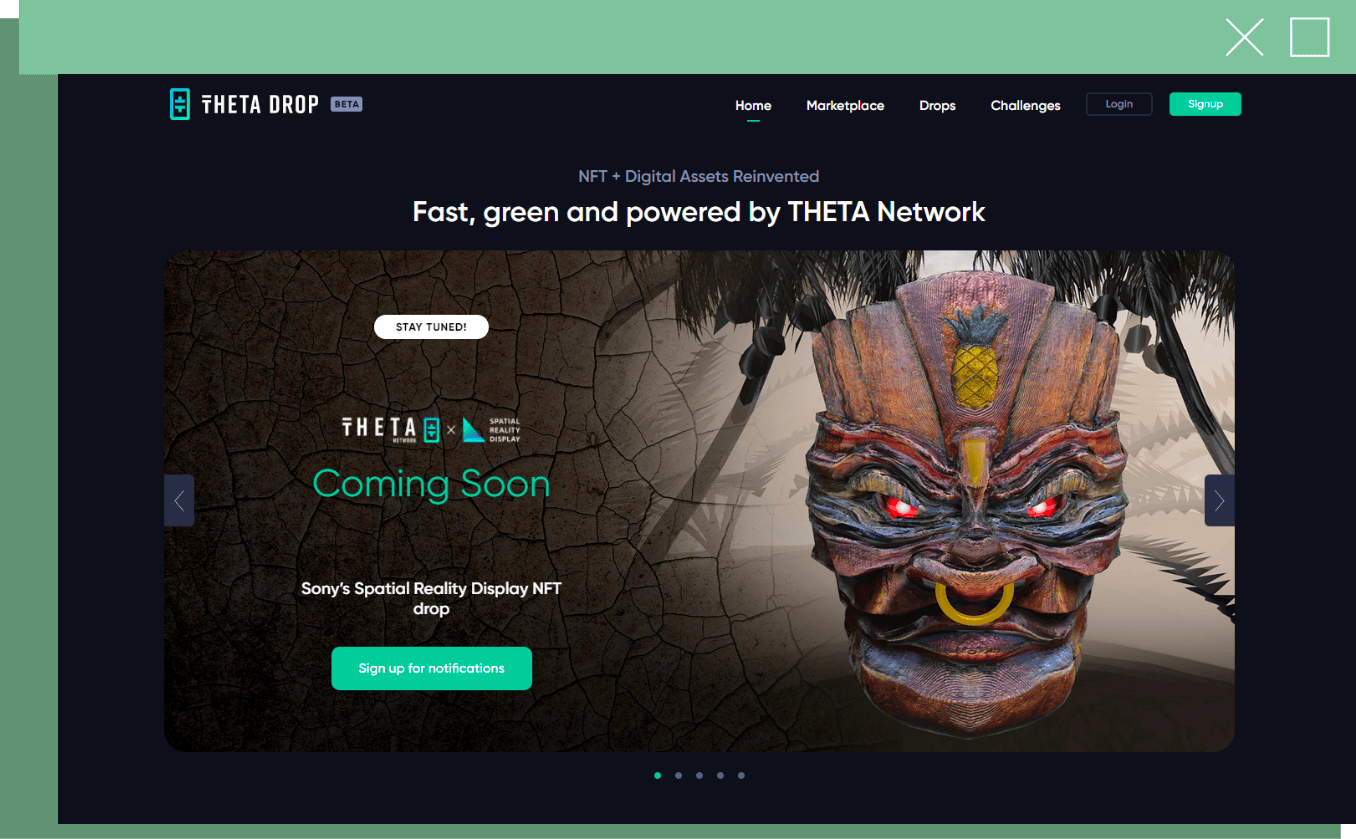 THETA DROP BETA
Home Marketplace Drops Challenges Login Signup
NFT + Digital Assets Reinvented
Fast, green and powered by THETA Network
STAY TUNED!
THETA NETWORK × SPATIAL REALITY DISPLAY
Coming Soon
Sony’s Spatial Reality Display NFT
drop
Sign up for notifications